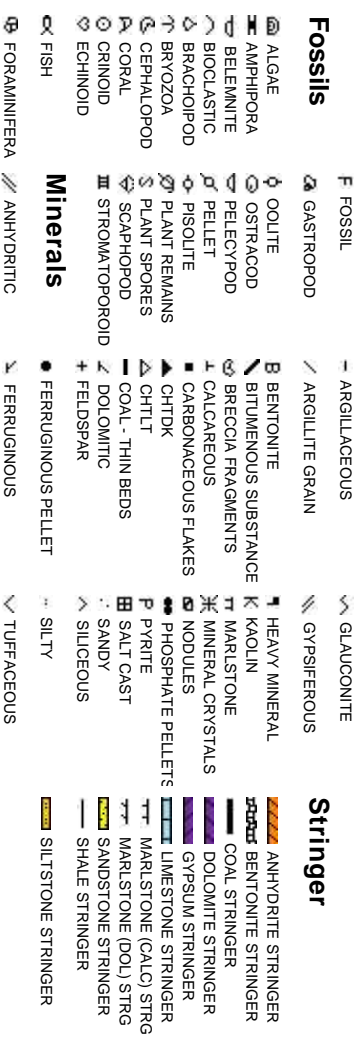 Fossils
ALGAE
AMPHIPORA
BELEMNITE
BIOCLASTIC
BRACHOIPOD
BRYOZOA
CEPHALOPOD
CORAL
CRINOID
ECHINOID
FISH
FORAMINIFERA
F FOSSIL
GASTROPOD
OOLITE
OSTRACOD
PELECYPOD
PELLET
PISOLITE
PLANT REMAINS
S PLANT SPORES
SCAPHOPOD
STROMATOPOROID
Minerals
ANHYDRITIC
ARGILLACEOUS
ARGILLITE GRAIN
B BENTONITE
BITUMENOUS SUBSTANCE
BRECCIA FRAGMENTS
CALCAREOUS
CARBONACEOUS FLAKES
CHTDK
CHTLT
COAL - THIN BEDS
DOLOMITIC
FELDSPAR
FERRUGINOUS PELLET
FERRUGINOUS
GLAUCONITE
GYPSIFEROUS
HEAVY MINERAL
K KAOLIN
MARLSTONE
MINERAL CRYSTALS
NODULES
PHOSPHATE PELLETS
P PYRITE
SALT CAST
SANDY
SILICEOUS
SILTY
TUFFACEOUS
Stringer
ANHYDRITE STRINGER
BENTONITE STRINGER
COAL STRINGER
DOLOMITE STRINGER
GYPSUM STRINGER
LIMESTONE STRINGER
MARLSTONE (CALC) STRG
MARLSTONE (DOL) STRG
SANDSTONE STRINGER
SHALE STRINGER
SILTSTONE STRINGER